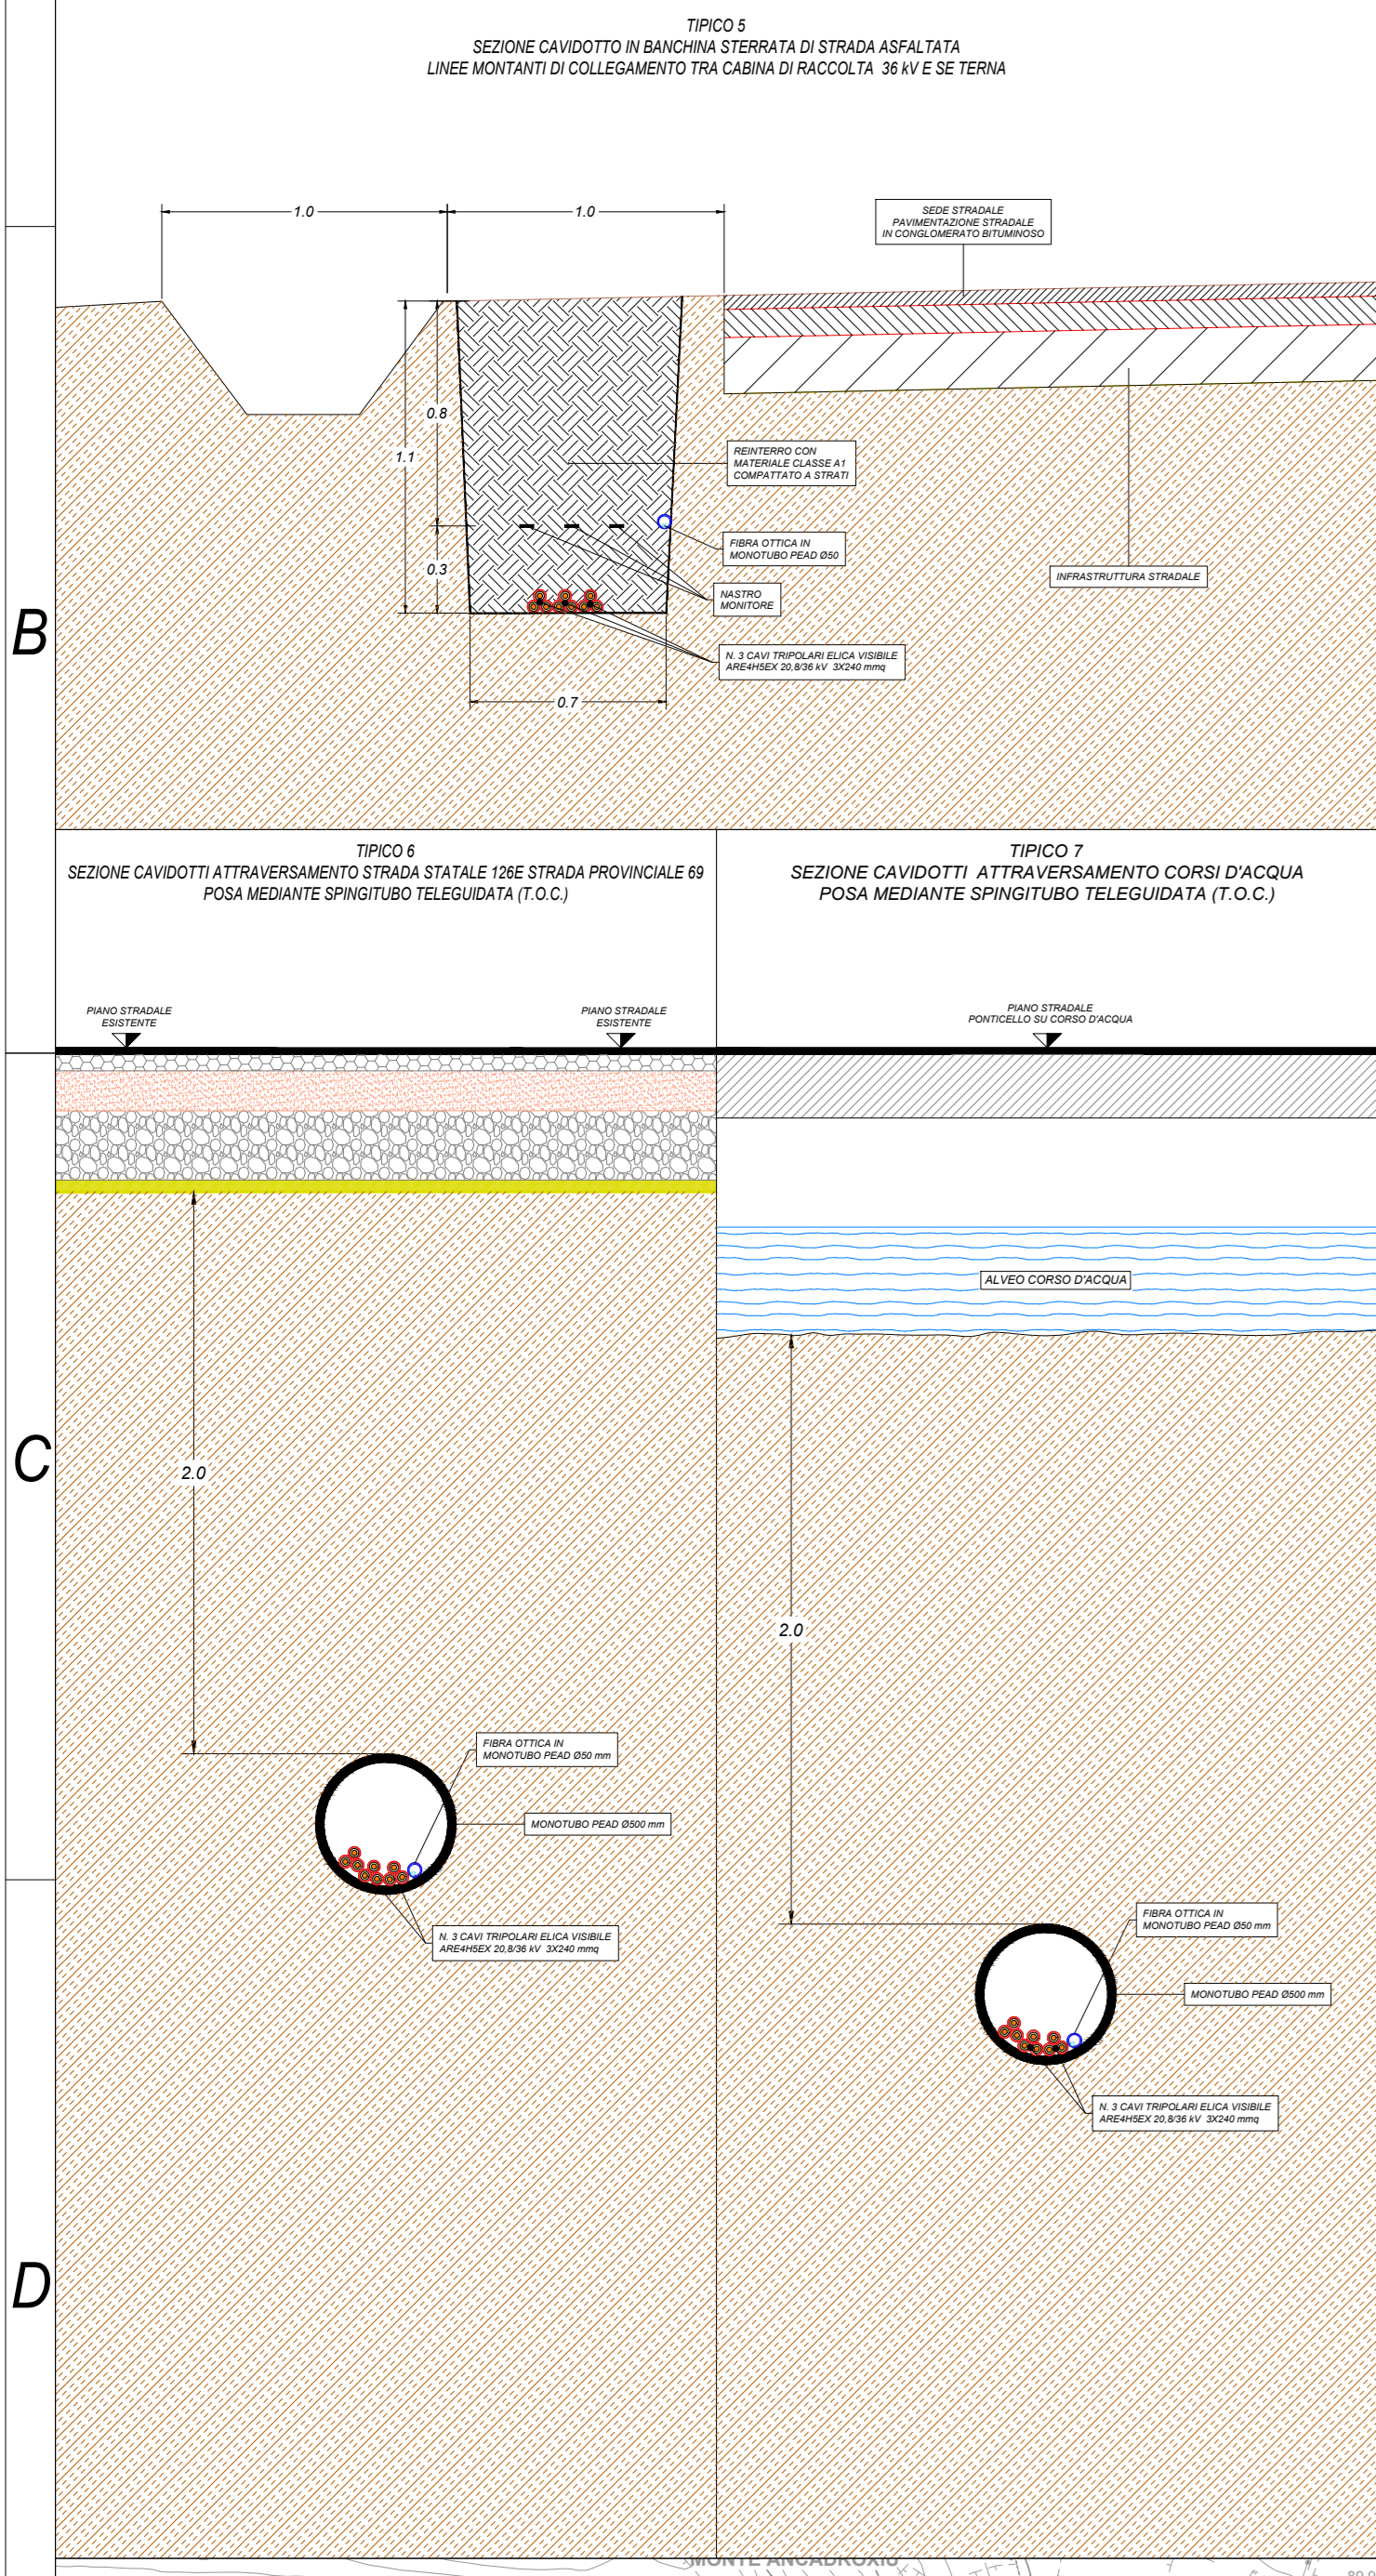 TIPICO 5
SEZIONE CAVIDOTTO IN BANCHINA STERRATA DI STRADA ASFALTATA
LINEE MONTANTI DI COLLEGAMENTO TRA CABINA DI RACCOLTA 36 kV E SE TERNA
1.0
1.0
SEDE STRADALE
PAVIMENTAZIONE STRADALE
IN CONGLOMERATO BITUMINOSO
0.8
1.1
REINTERRO CON
MATERIALE CLASSE A1
COMPATTATO A STRATI
FIBRA OTTICA IN
MONOTUBO PEAD Ø50
0.3
INFRASTRUTTURA STRADALE
NASTRO
MONITORE
B
N. 3 CAVI TRIPOLARI ELICA VISIBILE
ARE4H5EX 20,8/36 kV 3X240 mmq
0.7
TIPICO 6
SEZIONE CAVIDOTTI ATTRAVERSAMENTO STRADA STATALE 126E STRADA PROVINCIALE 69
POSA MEDIANTE SPINGITUBO TELEGUIDATA (T.O.C.)
PIANO STRADALE
ESISTENTE
PIANO STRADALE
ESISTENTE
C
2.0
FIBRA OTTICA IN
MONOTUBO PEAD Ø50 mm
MONOTUBO PEAD Ø500 mm
N. 3 CAVI TRIPOLARI ELICA VISIBILE
ARE4H5EX 20,8/36 kV 3X240 mmq
TIPICO 7
SEZIONE CAVIDOTTI ATTRAVERSAMENTO CORSI D'ACQUA
POSA MEDIANTE SPINGITUBO TELEGUIDATA (T.O.C.)
PIANO STRADALE
PONTICELLO SU CORSO D'ACQUA
ALVEO CORSO D'ACQUA
2.0
FIBRA OTTICA IN
MONOTUBO PEAD Ø50 mm
MONOTUBO PEAD Ø500 mm
N. 3 CAVI TRIPOLARI ELICA VISIBILE
ARE4H5EX 20,8/36 kV 3X240 mmq
D
MONTE ANCADROXIU